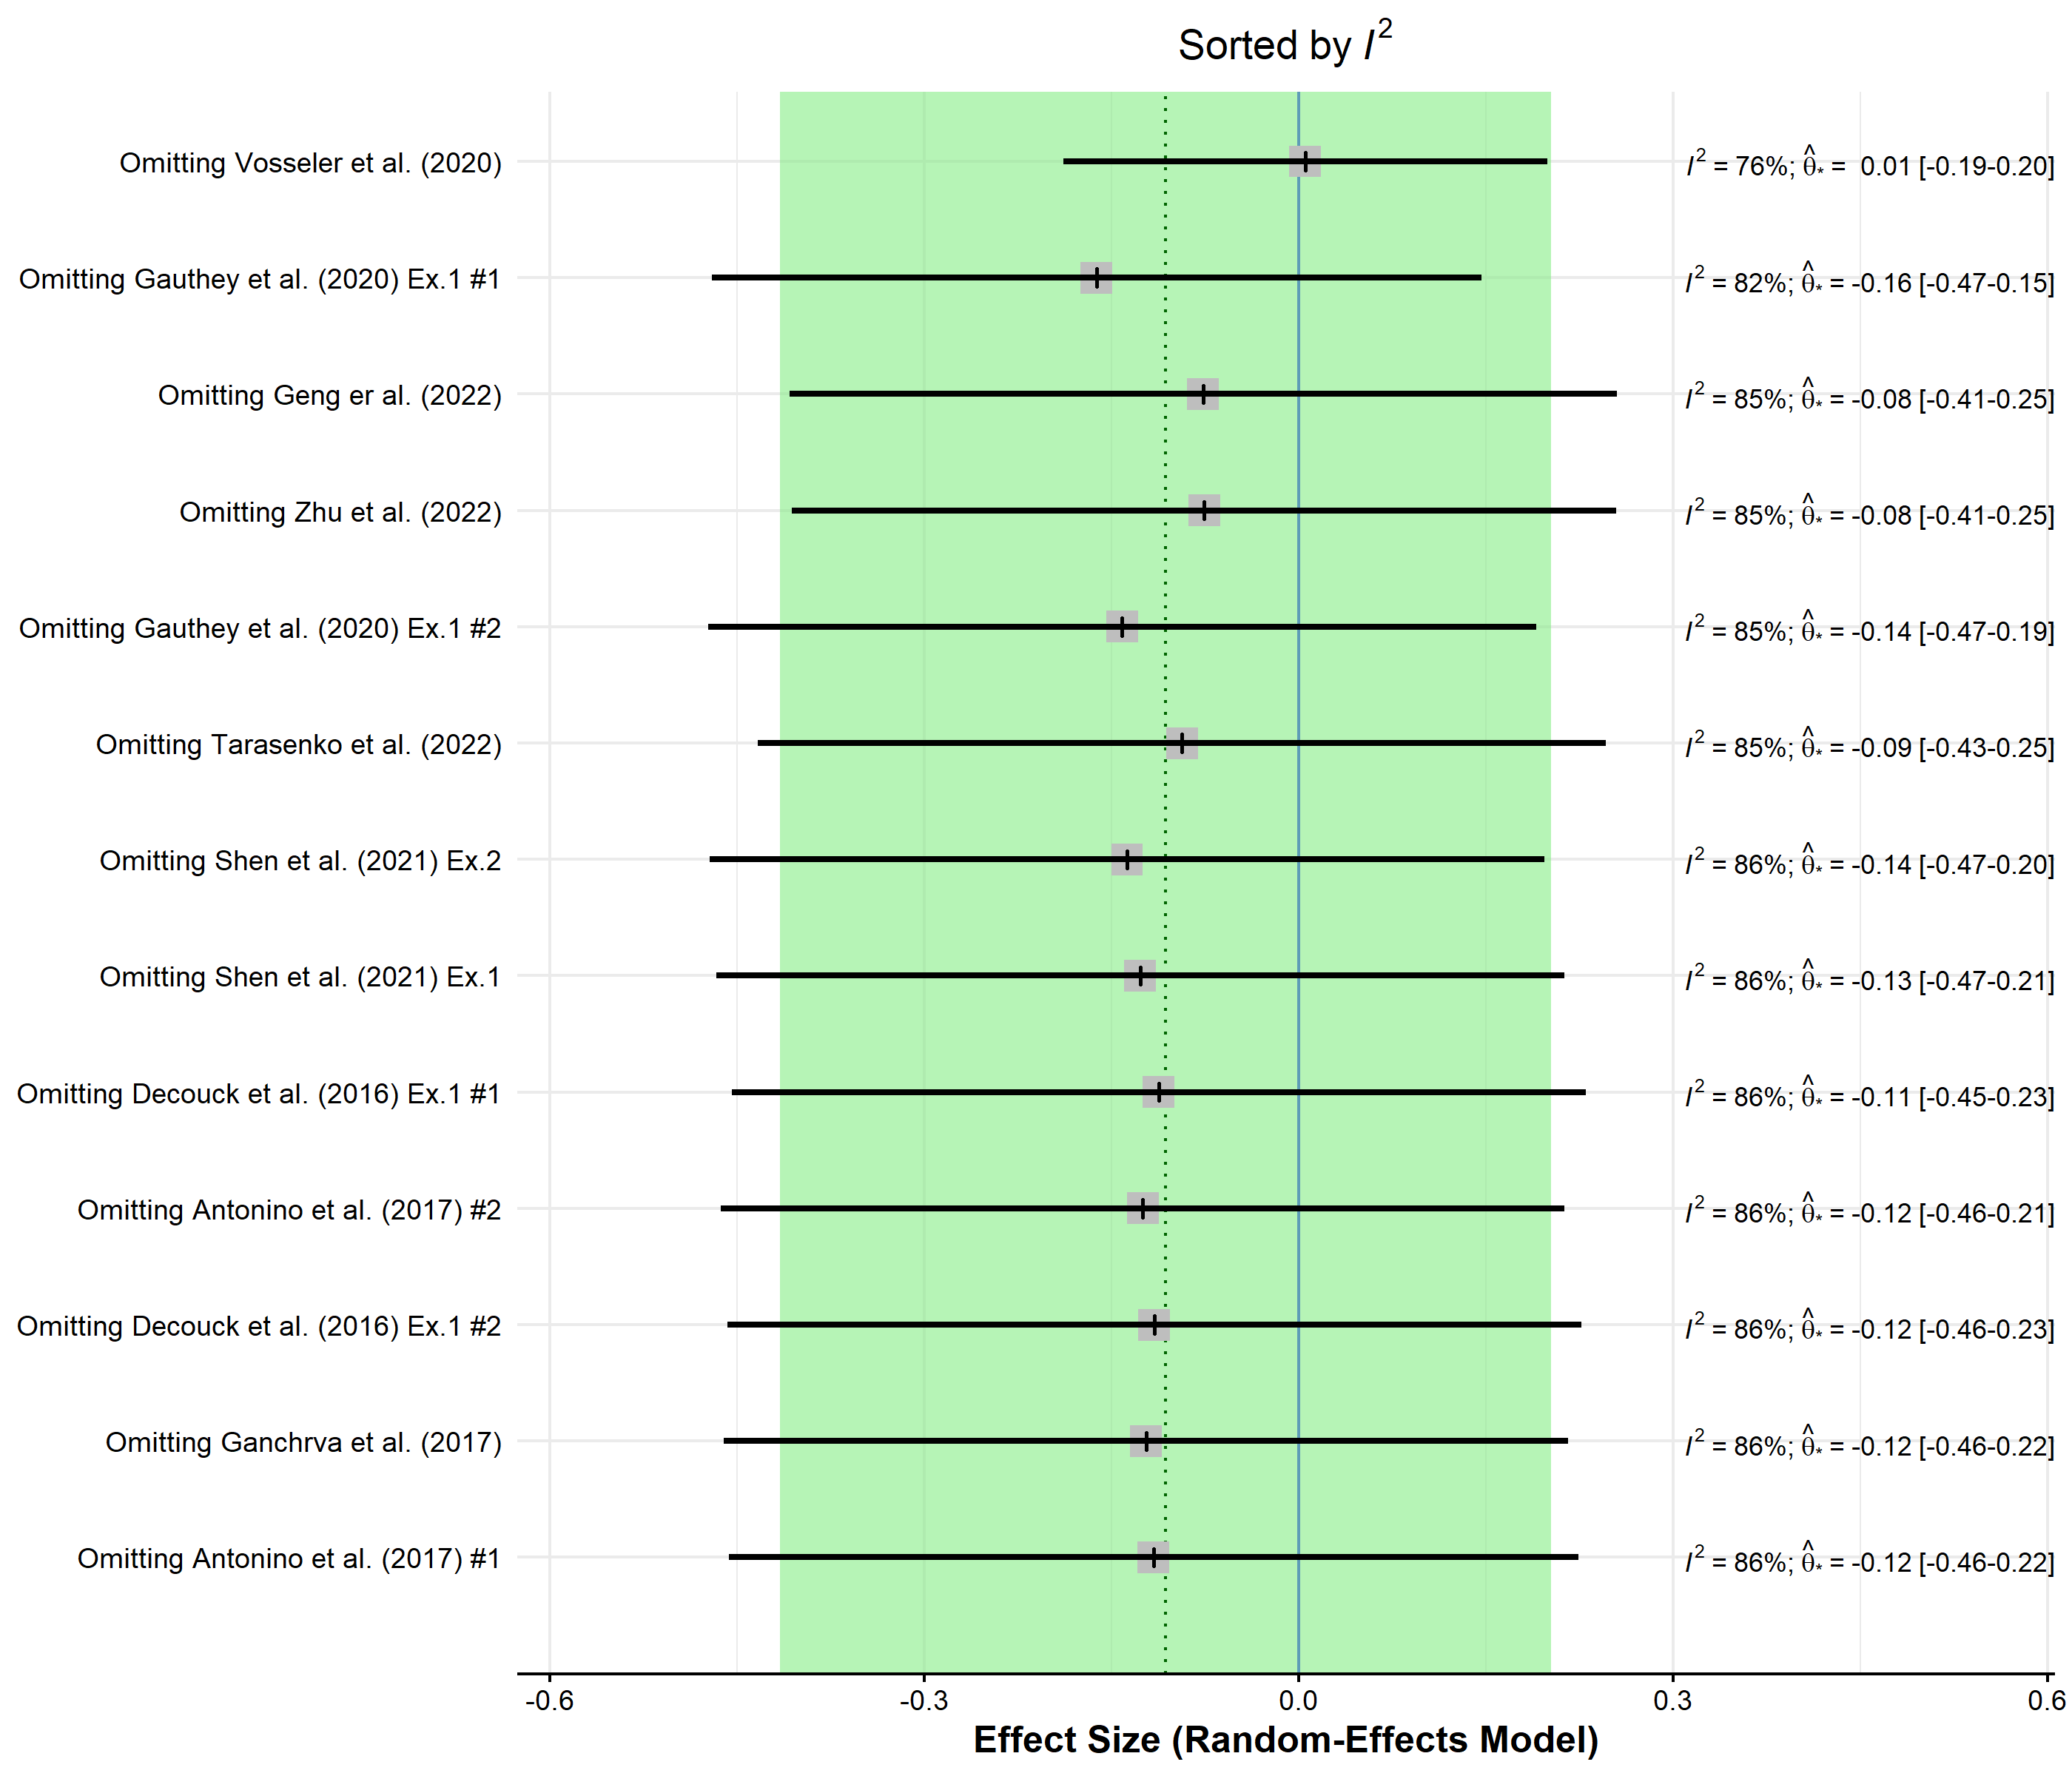 Sorted by I²
Omitting Vosseler et al. (2020) I² = 76%; θ̂* = 0.01 [-0.19-0.20]
Omitting Gauthey et al. (2020) Ex.1 #1 I² = 82%; θ̂* = -0.16 [-0.47-0.15]
Omitting Geng er al. (2022) I² = 85%; θ̂* = -0.08 [-0.41-0.25]
Omitting Zhu et al. (2022) I² = 85%; θ̂* = -0.08 [-0.41-0.25]
Omitting Gauthey et al. (2020) Ex.1 #2 I² = 85%; θ̂* = -0.14 [-0.47-0.19]
Omitting Tarasenko et al. (2022) I² = 85%; θ̂* = -0.09 [-0.43-0.25]
Omitting Shen et al. (2021) Ex.2 I² = 86%; θ̂* = -0.14 [-0.47-0.20]
Omitting Shen et al. (2021) Ex.1 I² = 86%; θ̂* = -0.13 [-0.47-0.21]
Omitting Decouck et al. (2016) Ex.1 #1 I² = 86%; θ̂* = -0.11 [-0.45-0.23]
Omitting Antonino et al. (2017) #2 I² = 86%; θ̂* = -0.12 [-0.46-0.21]
Omitting Decouck et al. (2016) Ex.1 #2 I² = 86%; θ̂* = -0.12 [-0.46-0.23]
Omitting Ganchrva et al. (2017) I² = 86%; θ̂* = -0.12 [-0.46-0.22]
Omitting Antonino et al. (2017) #1 I² = 86%; θ̂* = -0.12 [-0.46-0.22]
-0.6 -0.3 0.0 0.3 0.6
Effect Size (Random-Effects Model)